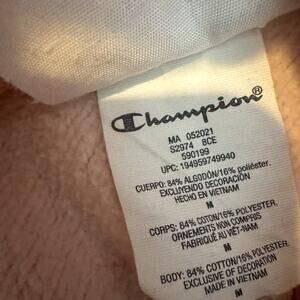 Champion®
MA 052021
S2974 8CE
590199
UPC: 194959749940
CUERPO: 84% ALGODÓN/16% poliéster.
EXCLUYENDO DECORACIÓN
HECHO EN VIETNAM
M
CORPS: 84% COTON/16% POLYESTER.
ORNEMENTS NON COMPRIS
FABRIQUÉ AU VIÊT-NAM
M
BODY: 84% COTTON/16% POLYESTER.
EXCLUSIVE OF DECORATION
MADE IN VIETNAM
M